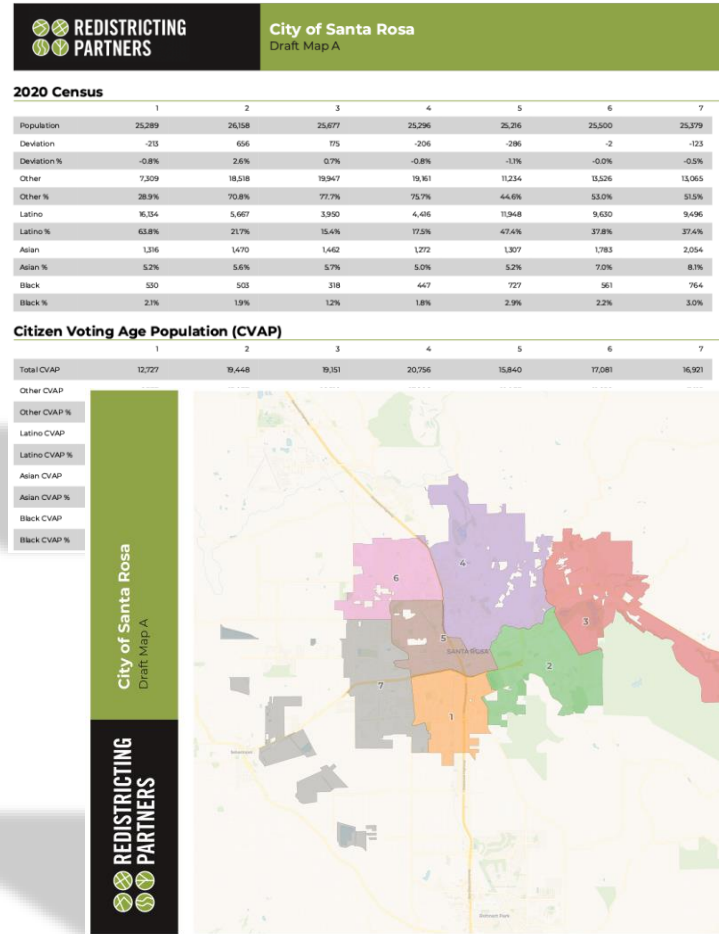 REDISTRICTING
PARTNERS
City of Santa Rosa
Draft Map A
2020 Census
1 2 3 4 5 6 7
Population 25,289 26,158 25,677 25,296 25,216 25,500 25,379
Deviation -213 656 175 -206 -286 -2 -123
Deviation % -0.8% 2.6% 0.7% -0.8% -1.1% -0.0% -0.5%
Other 7,309 18,518 19,947 19,161 11,234 13,526 13,065
Other % 28.9% 70.8% 77.7% 75.7% 44.6% 53.0% 51.5%
Latino 16,134 5,667 3,950 4,416 11,948 9,630 9,496
Latino % 63.8% 21.7% 15.4% 17.5% 47.4% 37.8% 37.4%
Asian 1,316 1,470 1,462 1,272 1,307 1,783 2,054
Asian % 5.2% 5.6% 5.7% 5.0% 5.2% 7.0% 8.1%
Black 530 503 318 447 727 561 764
Black % 2.1% 1.9% 1.2% 1.8% 2.9% 2.2% 3.0%
Citizen Voting Age Population (CVAP)
1 2 3 4 5 6 7
Total CVAP 12,727 19,448 19,151 20,756 15,840 17,081 16,921
Other CVAP
Other CVAP %
Latino CVAP
Latino CVAP %
Asian CVAP
Asian CVAP %
Black CVAP
Black CVAP %
City of Santa Rosa
Draft Map A
REDISTRICTING
PARTNERS
4
6
3
5
SANTA ROSA
2
7
1
Sebastopol
Rohnert Park